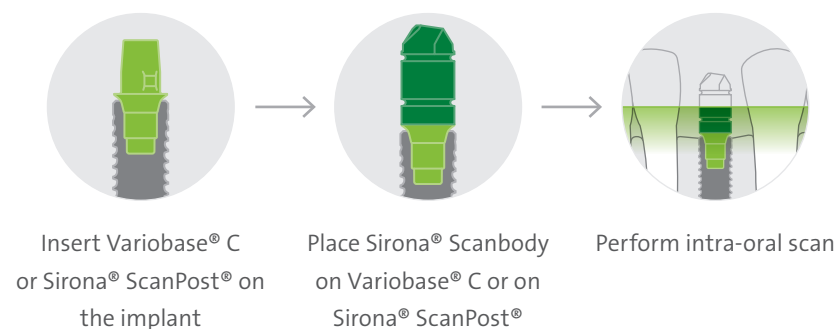 Insert Variobase® C
or Sirona® ScanPost® on
the implant
Place Sirona® Scanbody
on Variobase® C or on
Sirona® ScanPost®
Perform intra-oral scan